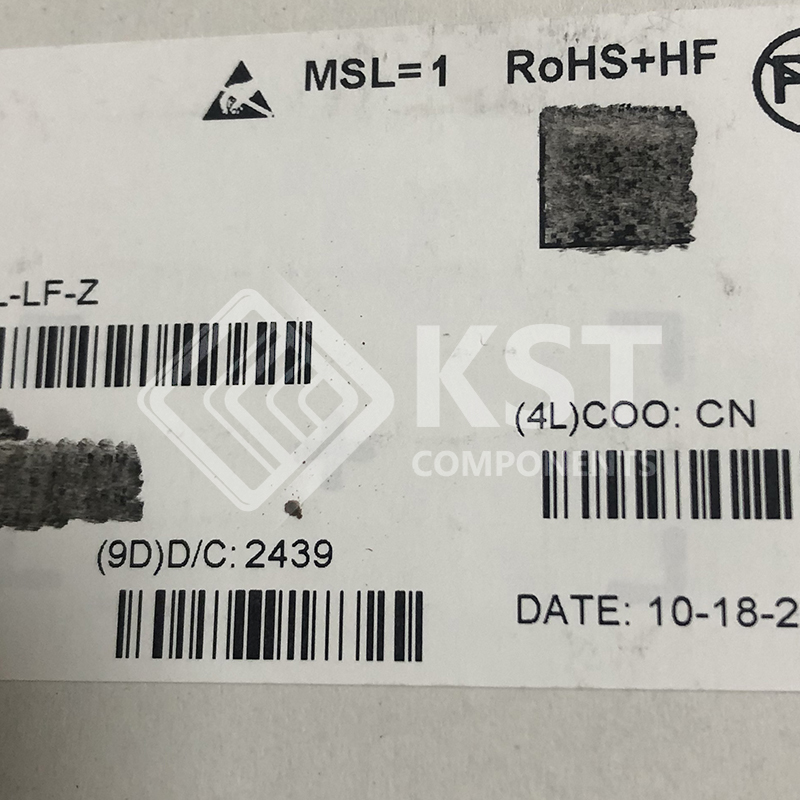 MSL=1 RoHS+HF
L-LF-Z
KST
COMPONENTS
(4L)COO: CN
(9D)D/C: 2439
DATE: 10-18-2